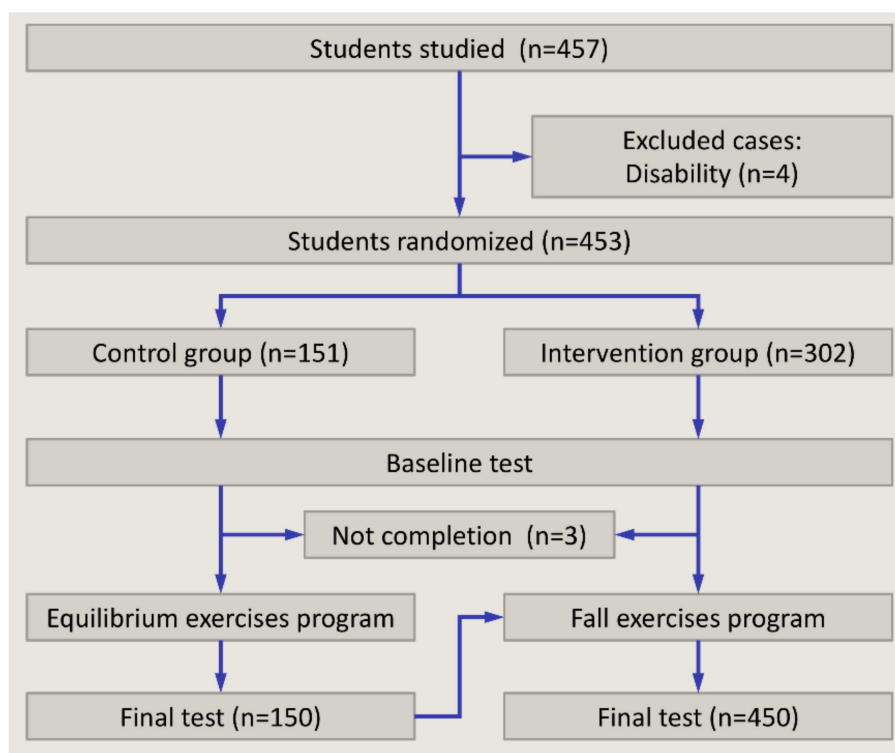 Students studied (n=457)
Excluded cases:
Disability (n=4)
Students randomized (n=453)
Control group (n=151)
Intervention group (n=302)
Baseline test
Not completion (n=3)
Equilibrium exercises program
Fall exercises program
Final test (n=150)
Final test (n=450)